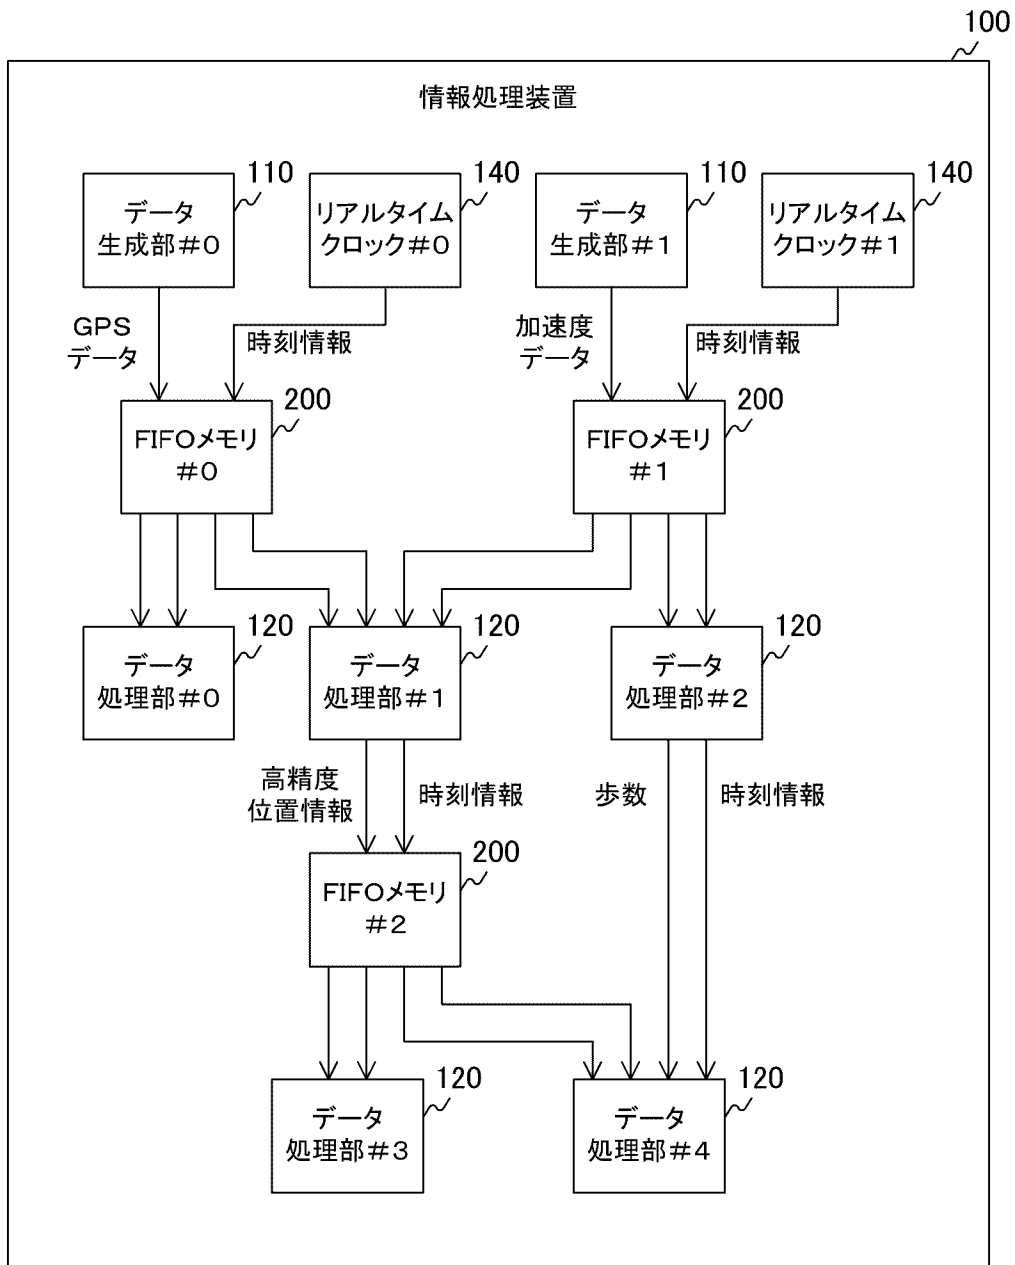 100
情報処理装置
110
140
110
140
データ
生成部#0
リアルタイム
クロック#0
データ
生成部#1
リアルタイム
クロック#1
GPS
データ
時刻情報
加速度
データ
時刻情報
200
200
FIFOメモリ
#0
FIFOメモリ
#1
120
120
120
データ
処理部#0
データ
処理部#1
データ
処理部#2
高精度
位置情報
時刻情報
歩数
時刻情報
200
FIFOメモリ
#2
120
120
データ
処理部#3
データ
処理部#4